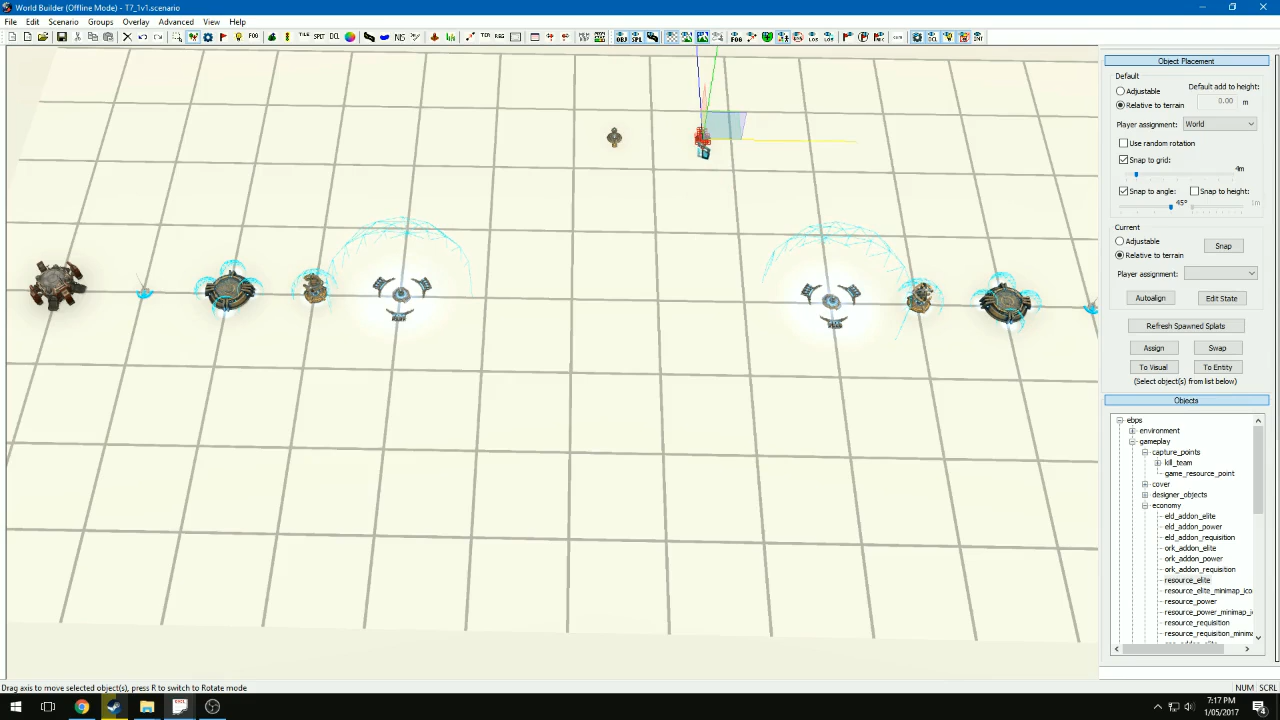 World Builder (Offline Mode) - T7_1v1.scenario
File Edit Scenario Groups Overlay Advanced View Help
Object Placement
Default
Adjustable
Default add to height:
Relative to terrain
0.00 m
Player assignment: World
Use random rotation
Snap to grid:
4m
Snap to angle: Snap to height:
45° 1m
Current
Adjustable
Snap
Relative to terrain
Player assignment:
Autoalign Edit State
Refresh Spawned Splats
Assign Swap
To Visual To Entity
(Select object(s) from list below)
Objects
ebps
environment
gameplay
capture_points
kill_team
game_resource_point
cover
designer_objects
economy
eld_addon_elite
eld_addon_power
eld_addon_requisition
ork_addon_elite
ork_addon_power
ork_addon_requisition
resource_elite
resource_elite_minimap_ico
resource_power
resource_power_minimap_ic
resource_requisition
resource_requisition_minima
Drag axis to move selected object(s), press R to switch to Rotate mode
NUM SCRL
7:17 PM
1/05/2017
4